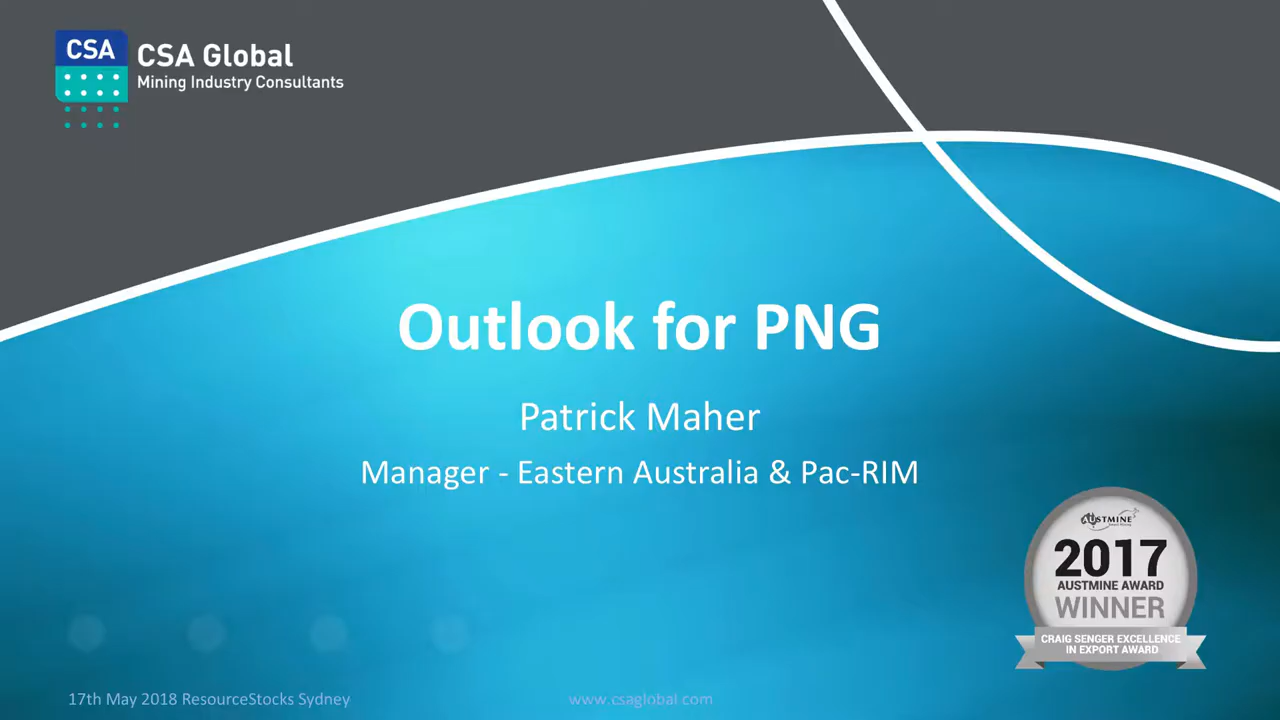 CSA
CSA Global
Mining Industry Consultants
Outlook for PNG
Patrick Maher
Manager - Eastern Australia & Pac-RIM
AUSTMINE
2017
AUSTMINE AWARD
WINNER
CRAIG SENGER EXCELLENCE
IN EXPORT AWARD
17th May 2018 ResourceStocks Sydney
www.csaglobal.com